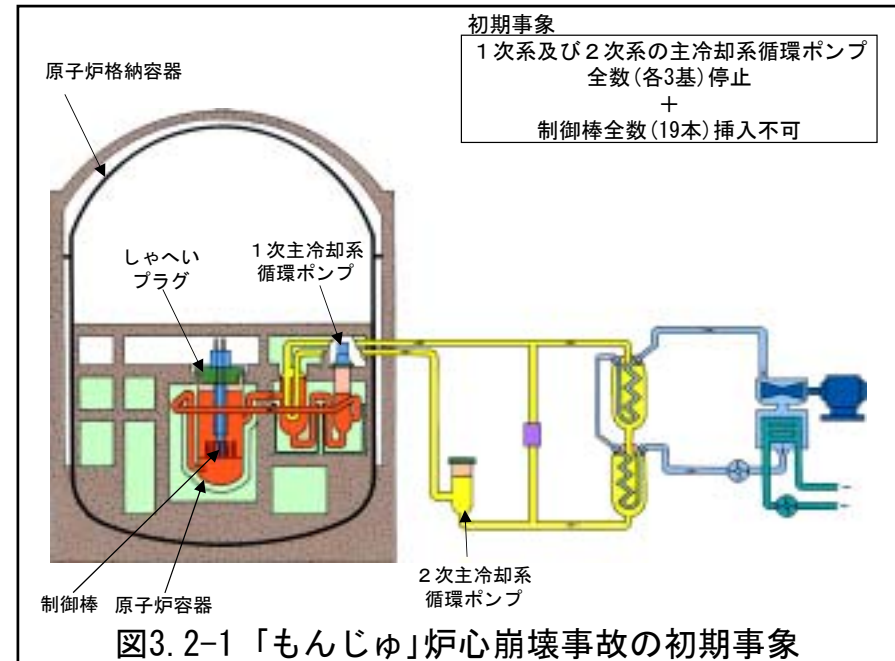 初期事象
１次系及び２次系の主冷却系循環ポンプ
全数(各3基)停止
＋
制御棒全数(19本)挿入不可
原子炉格納容器
しゃへい
プラグ
１次主冷却系
循環ポンプ
制御棒
原子炉容器
２次主冷却系
循環ポンプ
図3.2-1「もんじゅ」炉心崩壊事故の初期事象